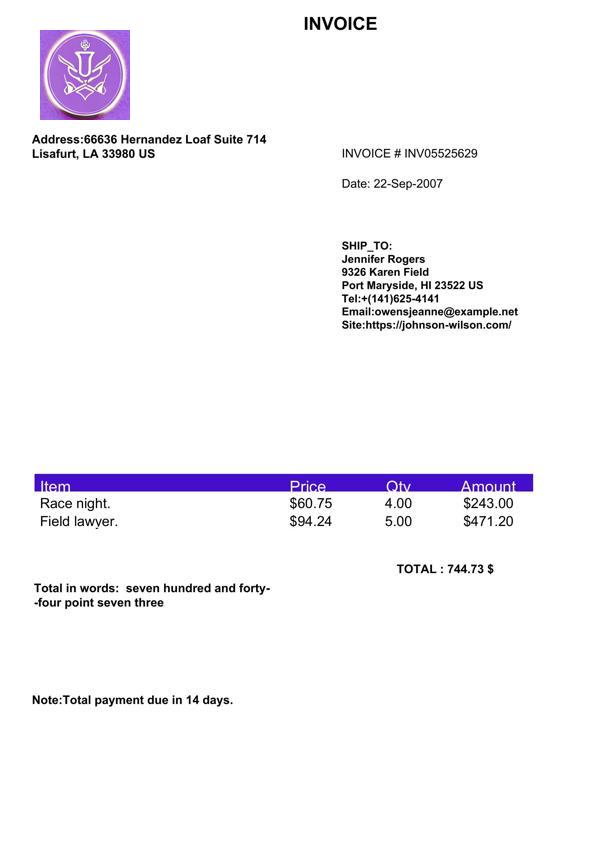 INVOICE
Address:66636 Hernandez Loaf Suite 714
Lisafurt, LA 33980 US
INVOICE # INV05525629
Date: 22-Sep-2007
SHIP_TO:
Jennifer Rogers
9326 Karen Field
Port Maryside, HI 23522 US
Tel:+(141)625-4141
Email:owensjeanne@example.net
Site:https://johnson-wilson.com/
Item Price Qty Amount
Race night. $60.75 4.00 $243.00
Field lawyer. $94.24 5.00 $471.20
TOTAL : 744.73 $
Total in words:  seven hundred and forty-
-four point seven three
Note:Total payment due in 14 days.